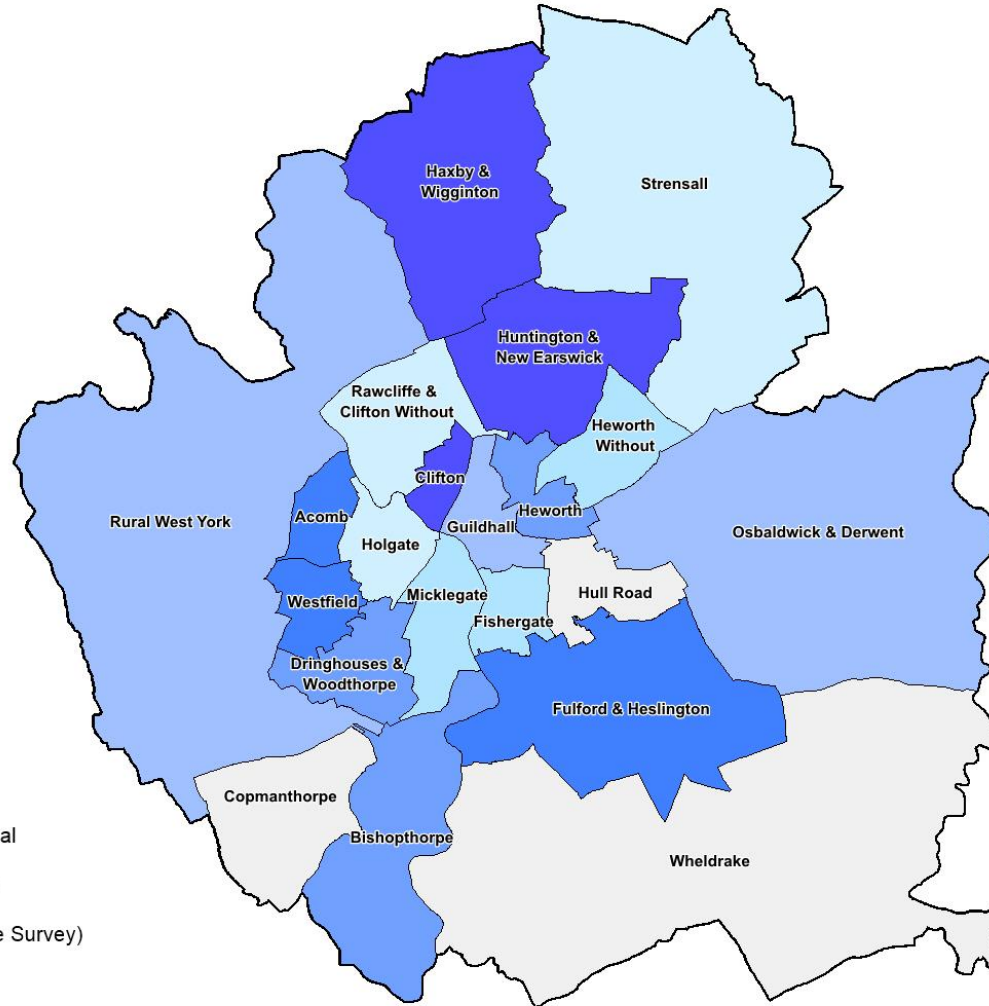 Haxby &
Wigginton
Strensall
Huntington &
New Earswick
Rawcliffe &
Clifton Without
Heworth
Without
Clifton
Rural West York
Acomb
Guildhall
Heworth
Osbaldwick & Derwent
Holgate
Westfield
Micklegate
Hull Road
Fishergate
Dringhouses &
Woodthorpe
Fulford & Heslington
Copmanthorpe
al
Bishopthorpe
Wheldrake
e Survey)